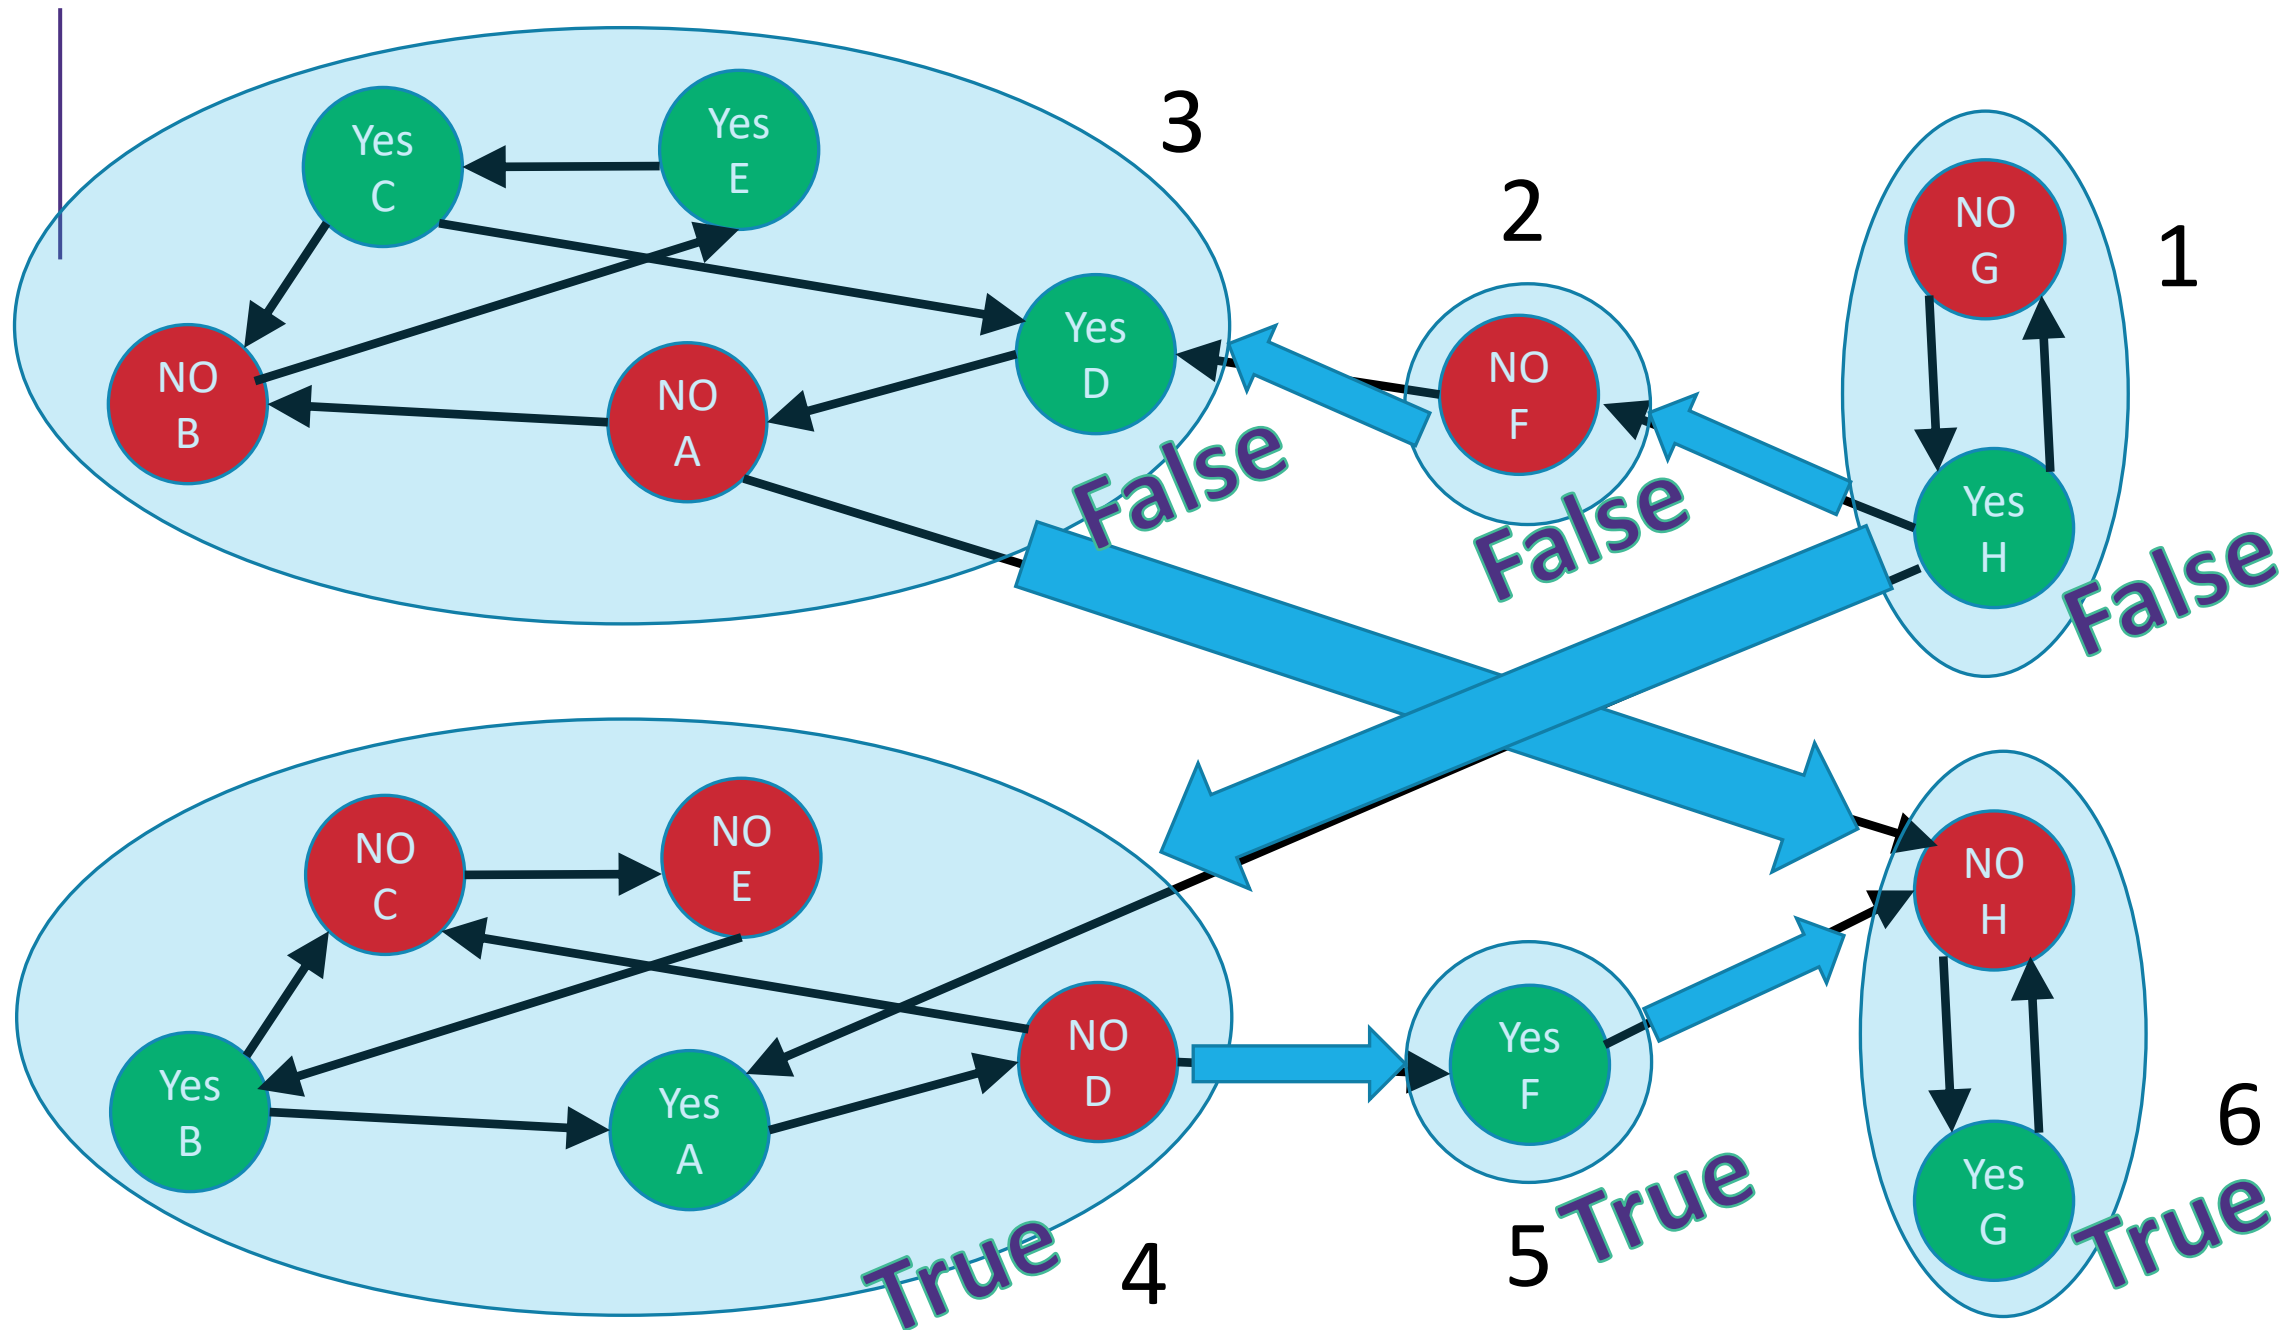 3
Yes
C
Yes
E
NO
B
NO
A
Yes
D
False
2
NO
F
False
1
NO
G
Yes
H
False
NO
C
NO
E
Yes
B
Yes
A
NO
D
True
4
Yes
F
5
True
NO
H
Yes
G
6
True